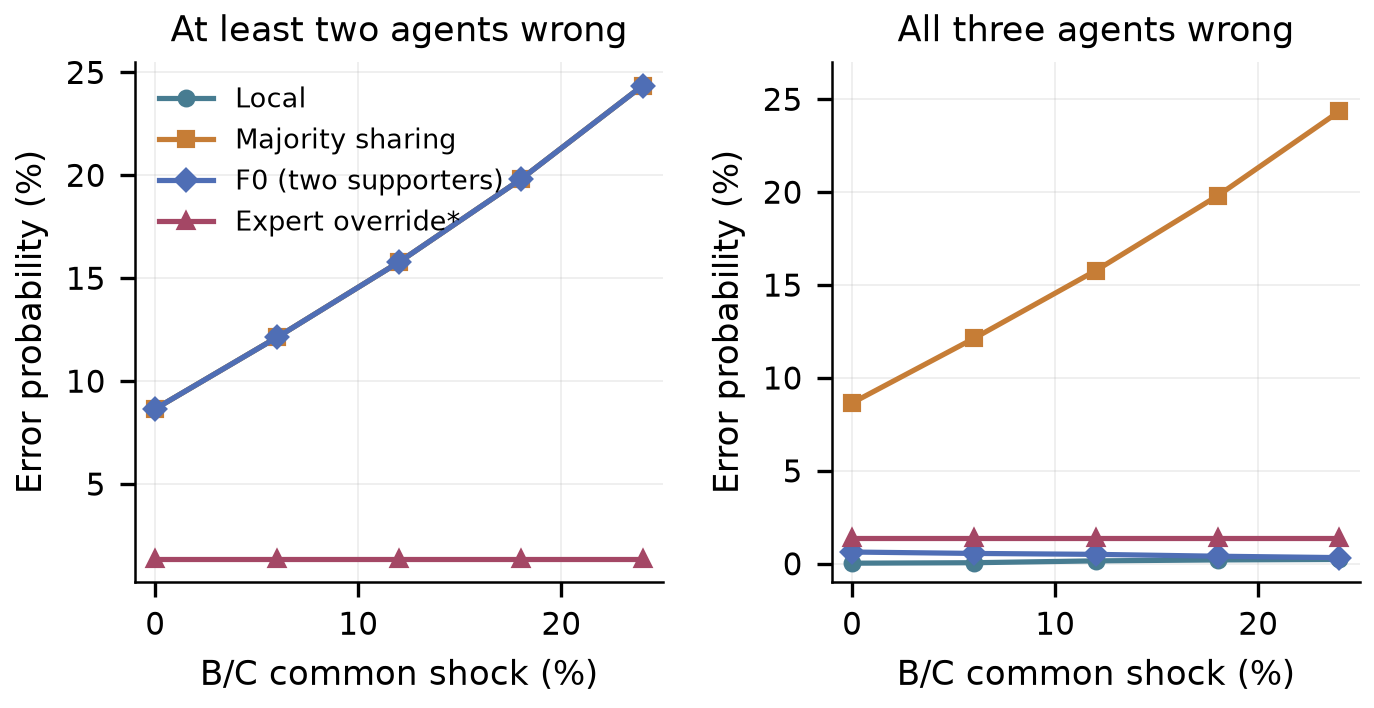 At least two agents wrong
25
20
15
10
5
Error probability (%)
Local
Majority sharing
F0 (two supporters)
Expert override*
0
10
20
B/C common shock (%)
All three agents wrong
25
20
15
10
5
0
Error probability (%)
0
10
20
B/C common shock (%)